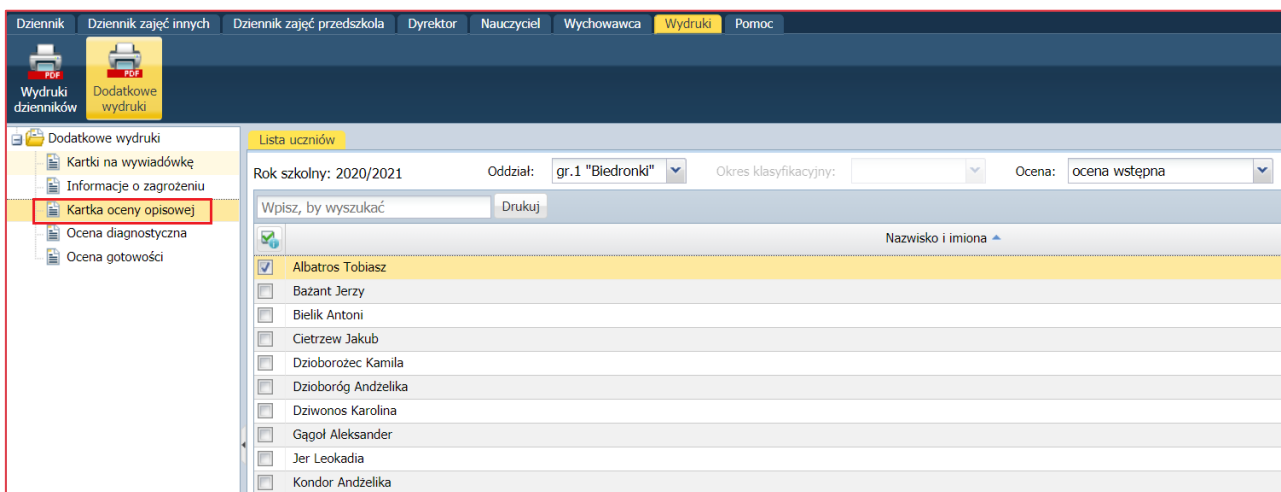 Dziennik Dziennik zajęć innych Dziennik zajęć przedszkola Dyrektor Nauczyciel Wychowawca Wydruki Pomoc
PDF PDF
Wydruki dzienników Dodatkowe wydruki
Dodatkowe wydruki
Kartki na wywiadówkę
Informacje o zagrożeniu
Kartka oceny opisowej
Ocena diagnostyczna
Ocena gotowości
Lista uczniów
Rok szkolny: 2020/2021 Oddział: gr.1 "Biedronki" Okres klasyfikacyjny: Ocena: ocena wstępna
Wpisz, by wyszukać Drukuj
Nazwisko i imiona
Albatros Tobiasz
Bażant Jerzy
Bielik Antoni
Cietrzew Jakub
Dzioborożec Kamila
Dzioboróg Andżelika
Dziwonos Karolina
Gągoł Aleksander
Jer Leokadia
Kondor Andżelika